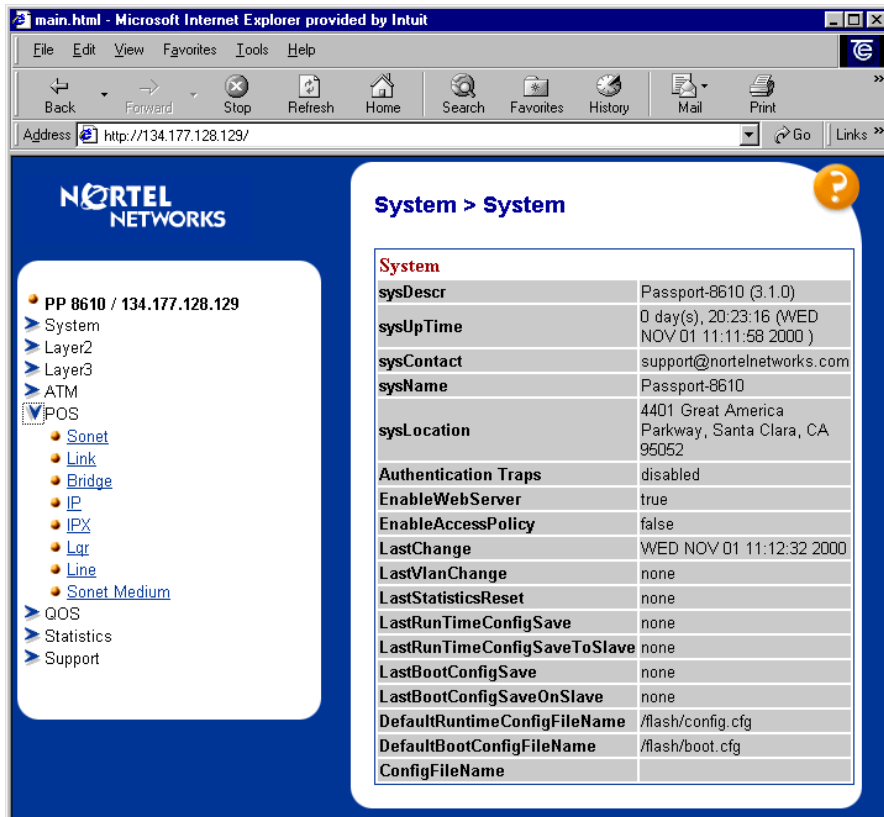 main.html - Microsoft Internet Explorer provided by Intuit
File Edit View Favorites Tools Help
Back Forward Stop Refresh Home Search Favorites History Mail Print »
Address http://134.177.128.129/ Go Links »
NORTEL
NETWORKS
PP 8610 / 134.177.128.129
System
Layer2
Layer3
ATM
POS
Sonet
Link
Bridge
IP
IPX
Lqr
Line
Sonet Medium
QOS
Statistics
Support
?
System > System
System
sysDescr Passport-8610 (3.1.0)
sysUpTime 0 day(s), 20:23:16 (WED
NOV 01 11:11:58 2000 )
sysContact support@nortelnetworks.com
sysName Passport-8610
sysLocation 4401 Great America
Parkway, Santa Clara, CA
95052
Authentication Traps disabled
EnableWebServer true
EnableAccessPolicy false
LastChange WED NOV 01 11:12:32 2000
LastVlanChange none
LastStatisticsReset none
LastRunTimeConfigSave none
LastRunTimeConfigSaveToSlave none
LastBootConfigSave none
LastBootConfigSaveOnSlave none
DefaultRuntimeConfigFileName /flash/config.cfg
DefaultBootConfigFileName /flash/boot.cfg
ConfigFileName